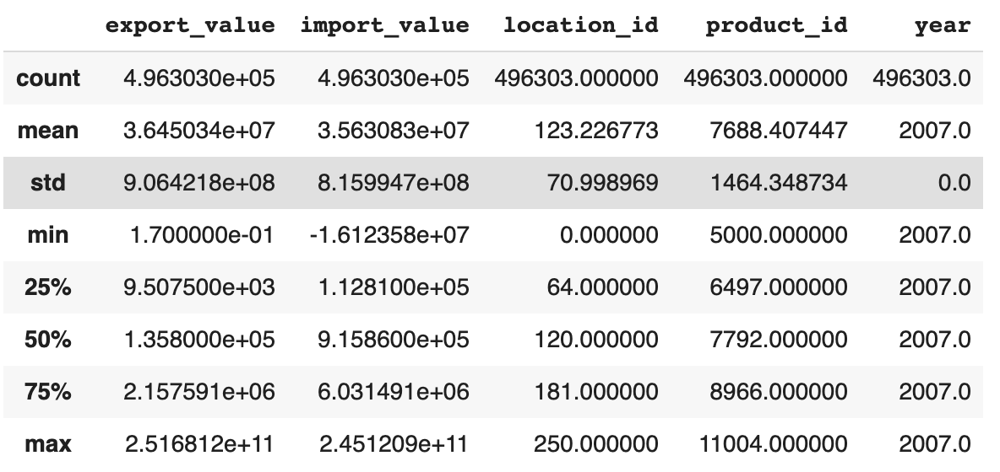 export_value import_value location_id product_id year
count 4.963030e+05 4.963030e+05 496303.000000 496303.000000 496303.0
mean 3.645034e+07 3.563083e+07 123.226773 7688.407447 2007.0
std 9.064218e+08 8.159947e+08 70.998969 1464.348734 0.0
min 1.700000e-01 -1.612358e+07 0.000000 5000.000000 2007.0
25% 9.507500e+03 1.128100e+05 64.000000 6497.000000 2007.0
50% 1.358000e+05 9.158600e+05 120.000000 7792.000000 2007.0
75% 2.157591e+06 6.031491e+06 181.000000 8966.000000 2007.0
max 2.516812e+11 2.451209e+11 250.000000 11004.000000 2007.0